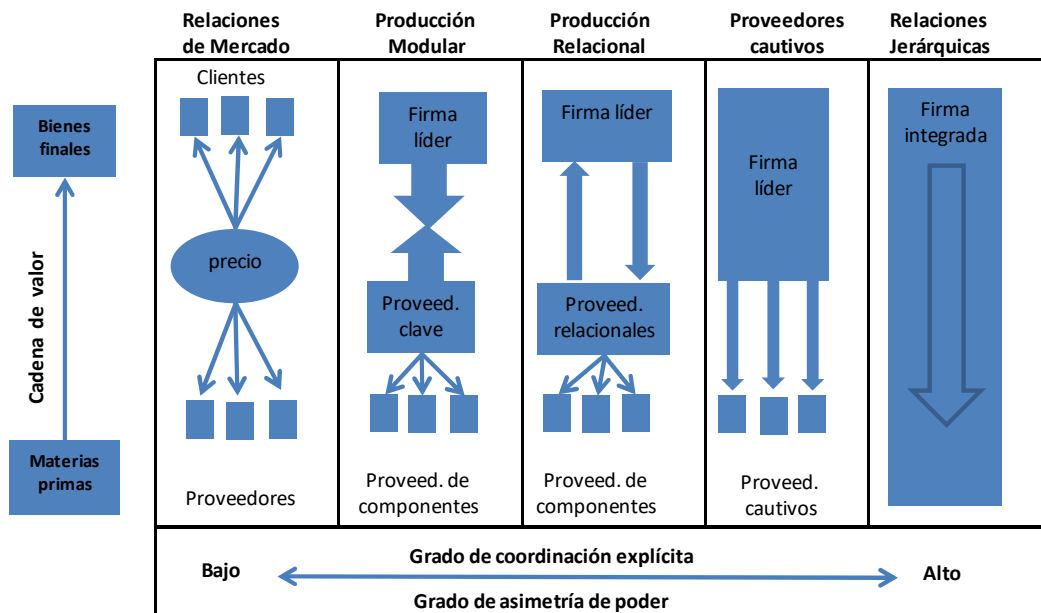 Relaciones
de Mercado
Producción
Modular
Producción
Relacional
Proveedores
cautivos
Relaciones
Jerárquicas
Bienes
finales
Cadena de valor
Materias
primas
Clientes
precio
Proveedores
Firma
líder
Proveed.
clave
Proveed. de
componentes
Firma líder
Proveed.
relacionales
Proveed. de
componentes
Firma
líder
Proveed.
cautivos
Firma
integrada
Grado de coordinación explícita
Bajo
Alto
Grado de asimetría de poder